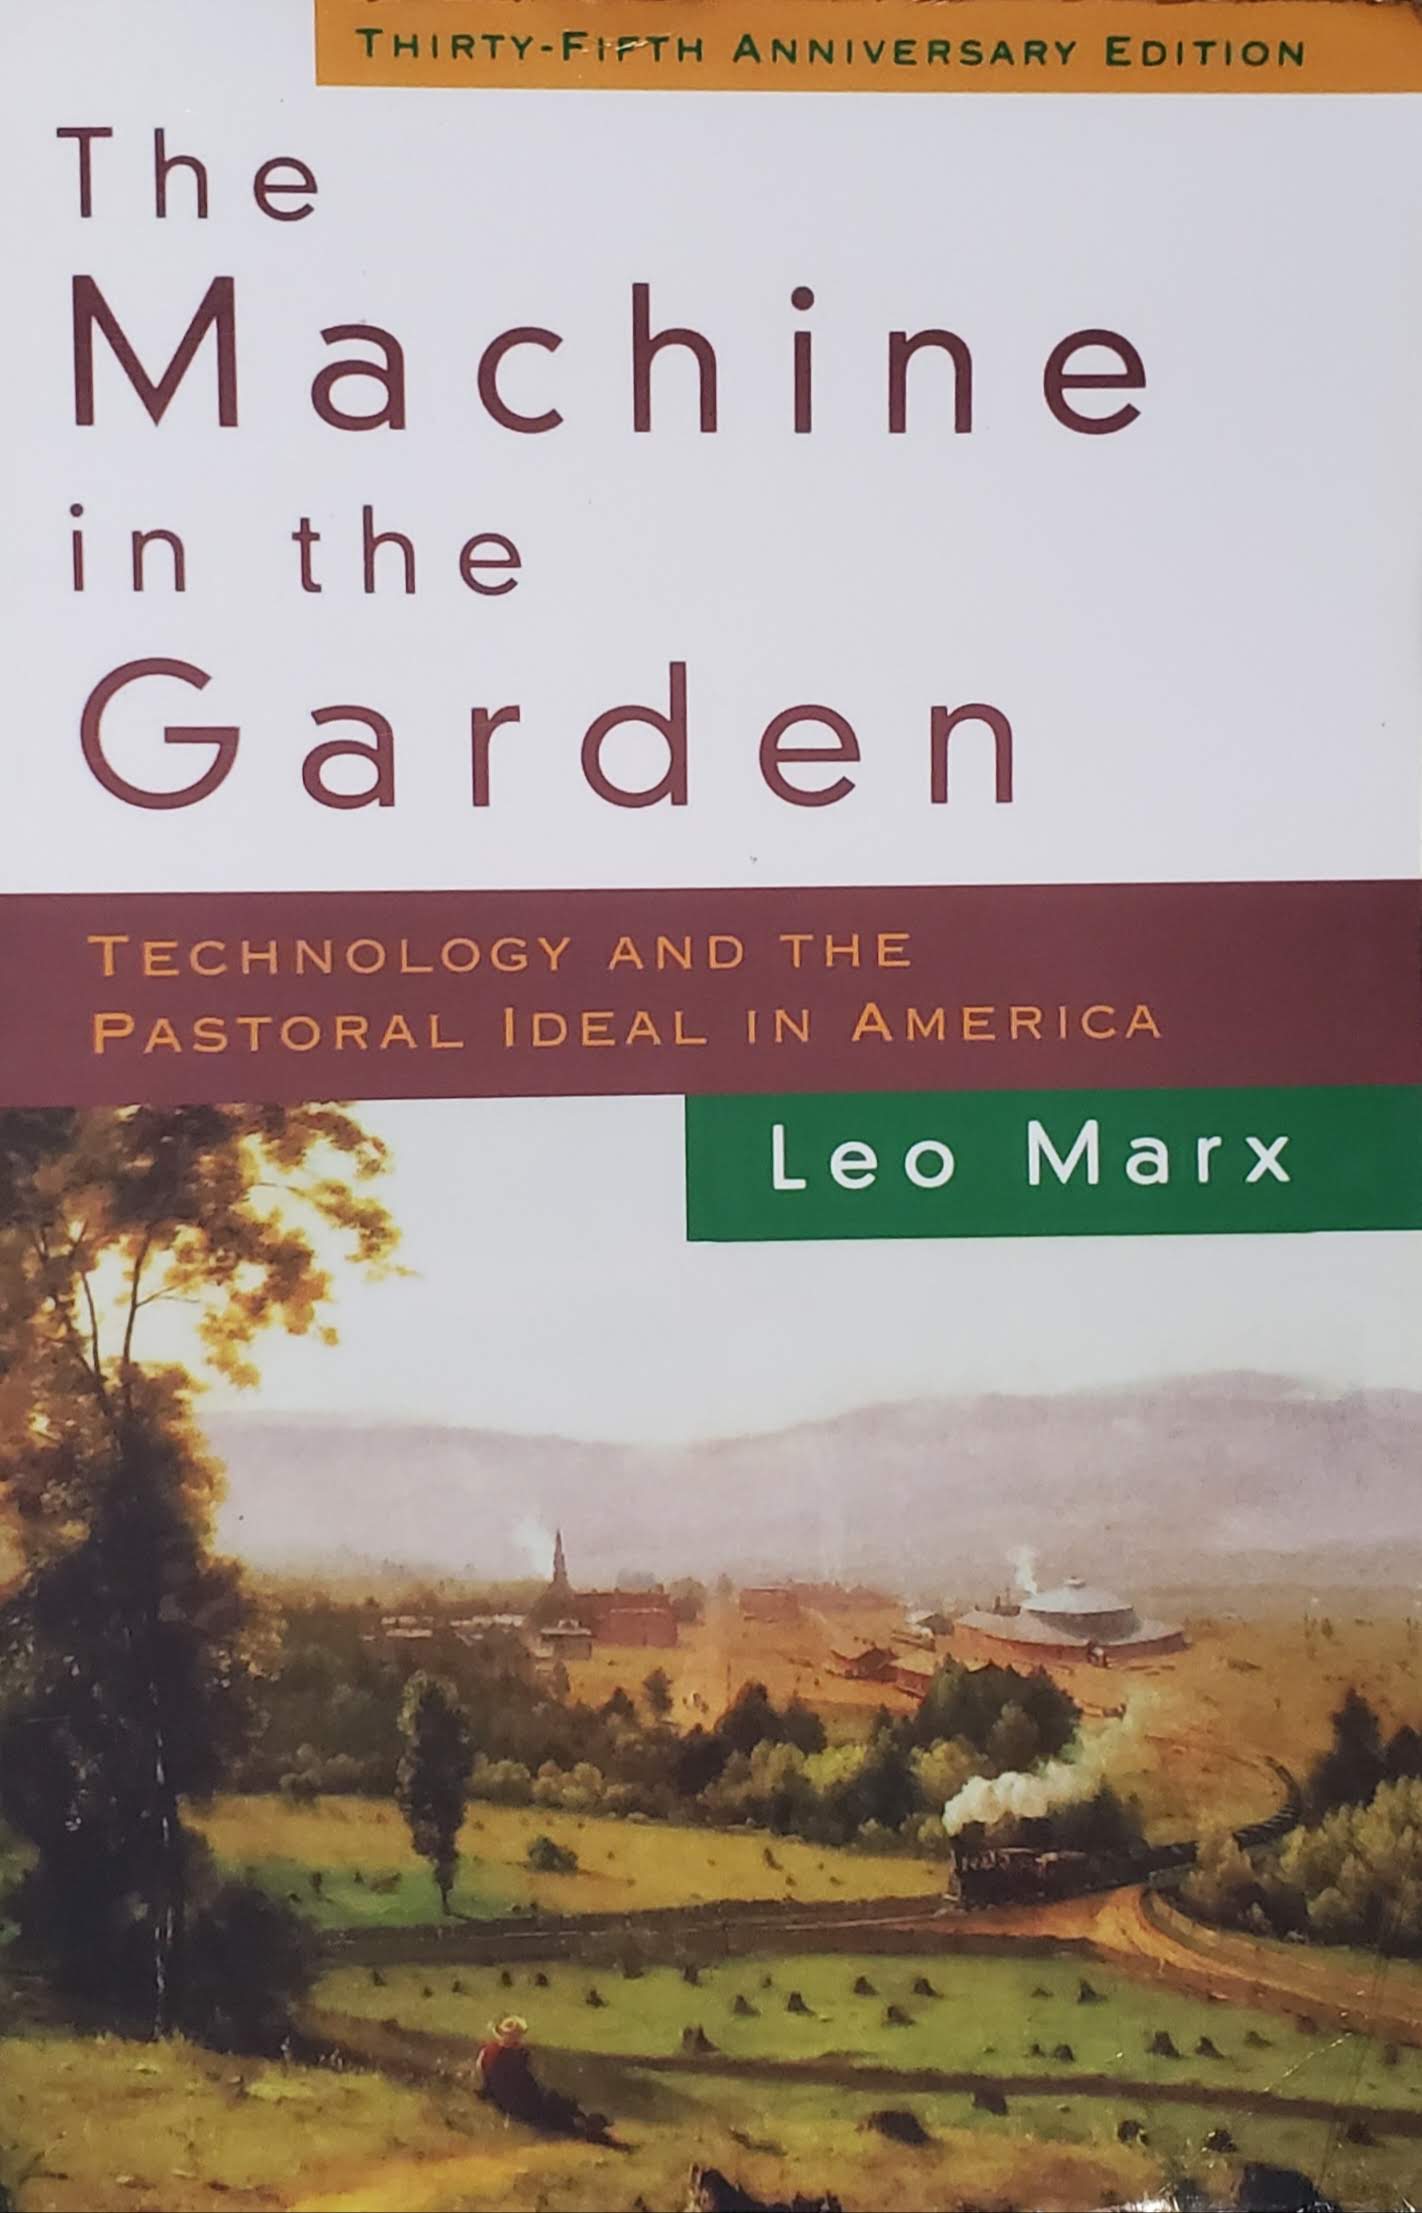 THIRTY-FIFTH ANNIVERSARY EDITION
The
Machine
in the
Garden
TECHNOLOGY AND THE
PASTORAL IDEAL IN AMERICA
Leo Marx